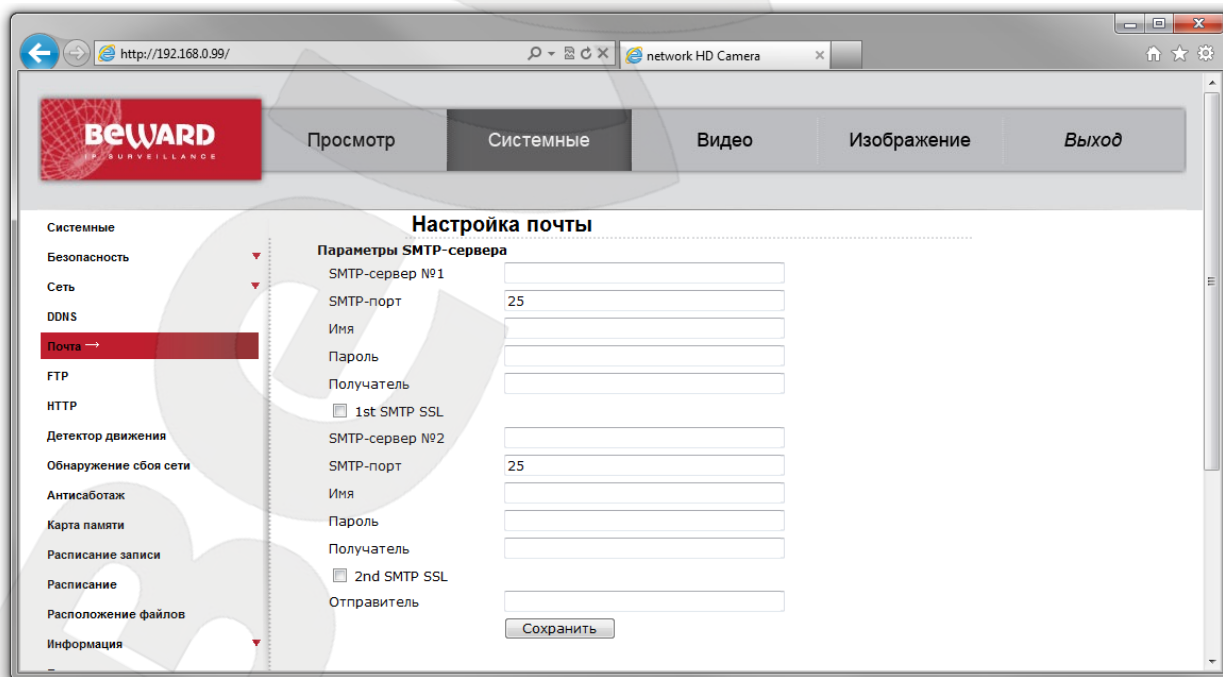 http://192.168.0.99/
network HD Camera
BEWARD
IP SURVEILLANCE
Просмотр
Системные
Видео
Изображение
Выход
Системные
Безопасность
Сеть
DDNS
Почта →
FTP
HTTP
Детектор движения
Обнаружение сбоя сети
Антисаботаж
Карта памяти
Расписание записи
Расписание
Расположение файлов
Информация
Настройка почты
Параметры SMTP-сервера
SMTP-сервер №1
SMTP-порт 25
Имя
Пароль
Получатель
1st SMTP SSL
SMTP-сервер №2
SMTP-порт 25
Имя
Пароль
Получатель
2nd SMTP SSL
Отправитель
Сохранить